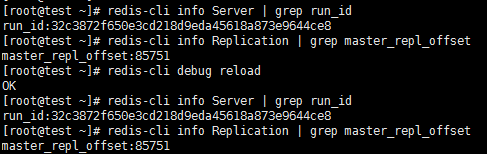 [root@test ~]# redis-cli info Server | grep run_id
run_id:32c3872f650e3cd218d9eda45618a873e9644ce8
[root@test ~]# redis-cli info Replication | grep master_repl_offset
master_repl_offset:85751
[root@test ~]# redis-cli debug reload
OK
[root@test ~]# redis-cli info Server | grep run_id
run_id:32c3872f650e3cd218d9eda45618a873e9644ce8
[root@test ~]# redis-cli info Replication | grep master_repl_offset
master_repl_offset:85751